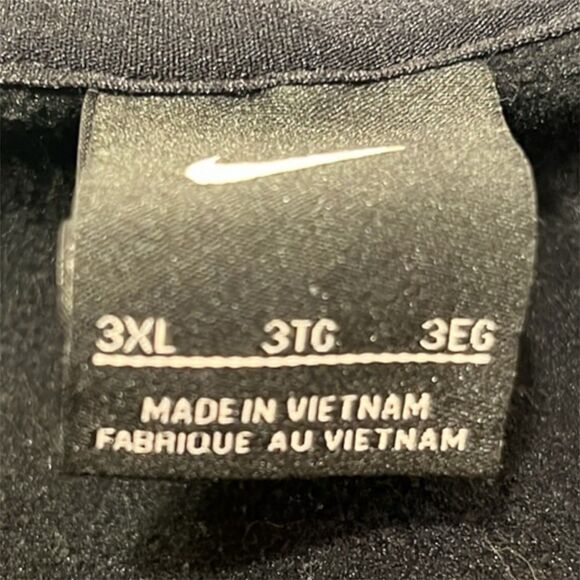 3XL 3TG 3EG
MADE IN VIETNAM
FABRIQUE AU VIETNAM